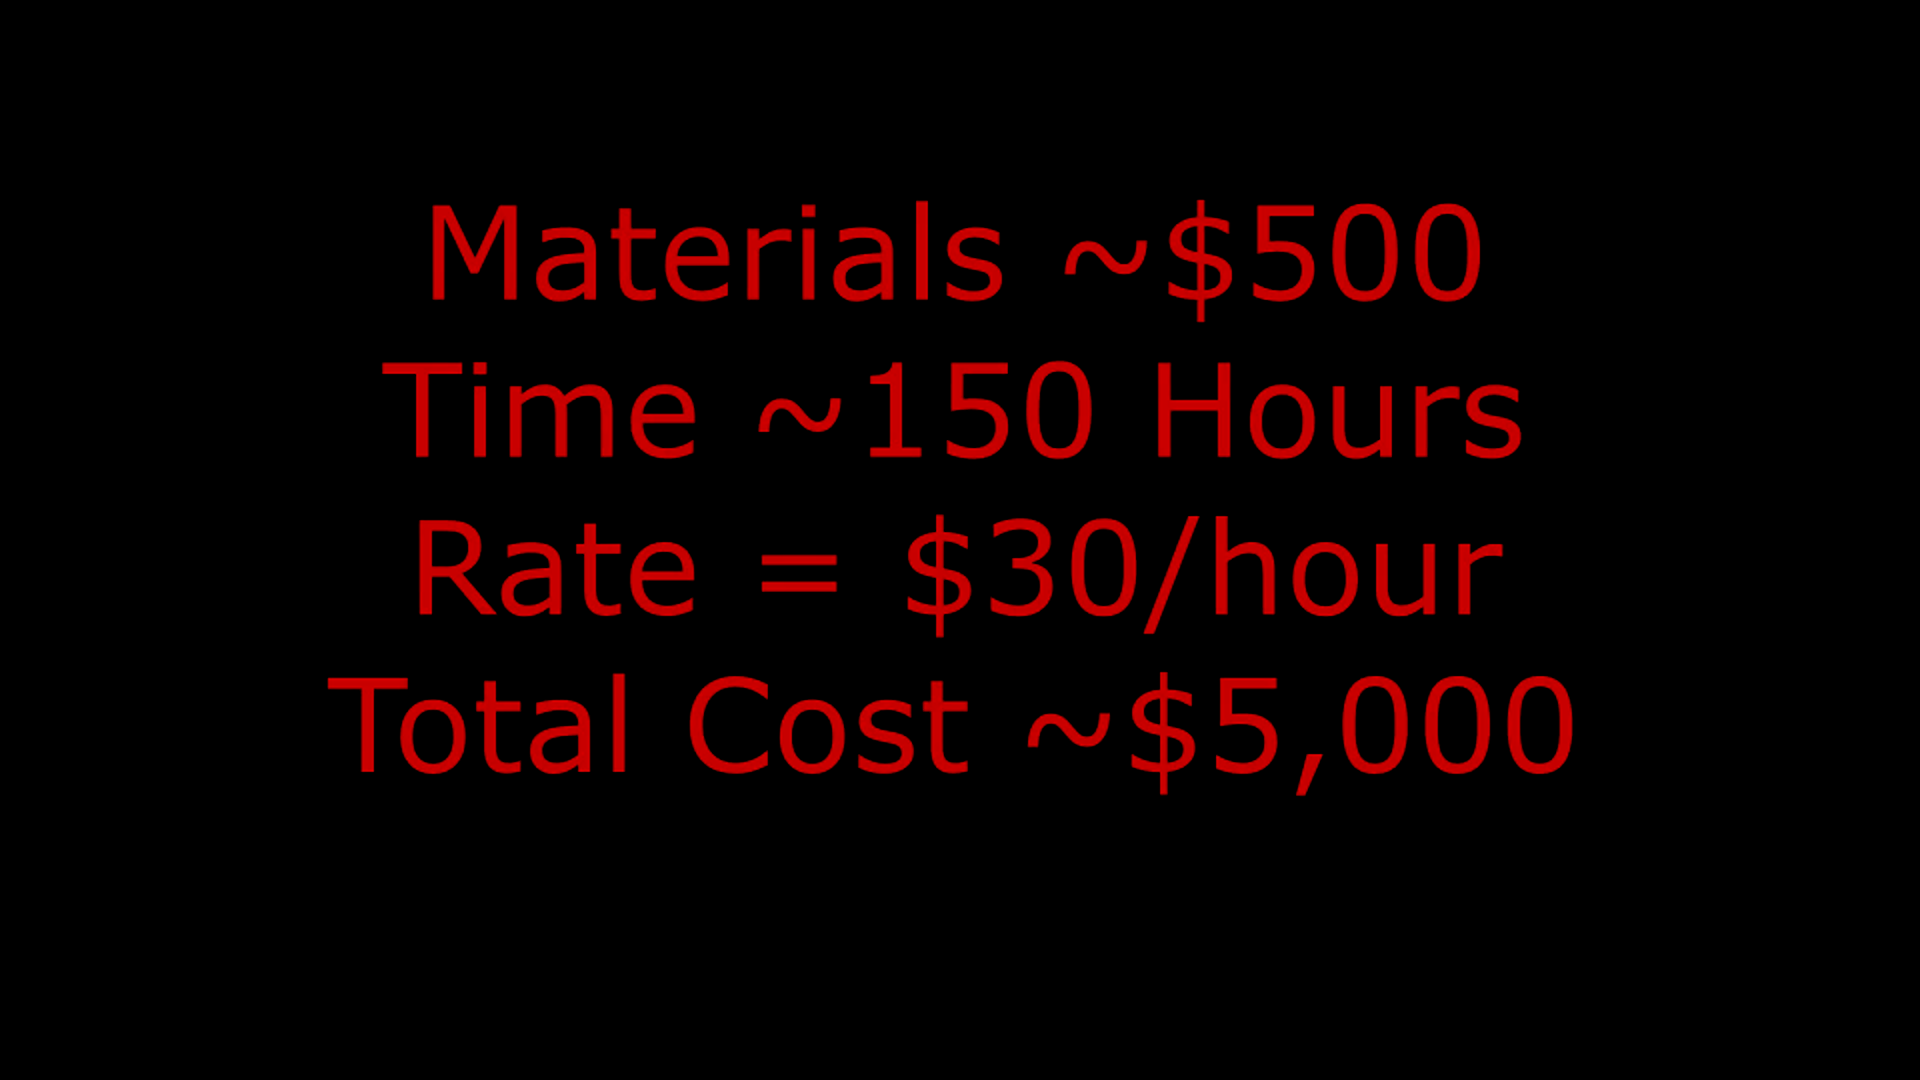 Materials ~$500
Time ~150 Hours
Rate = $30/hour
Total Cost ~$5,000